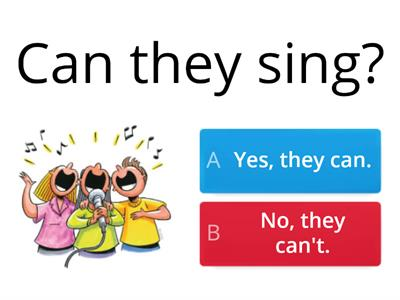 Can they sing?
A Yes, they can.
B No, they
can't.